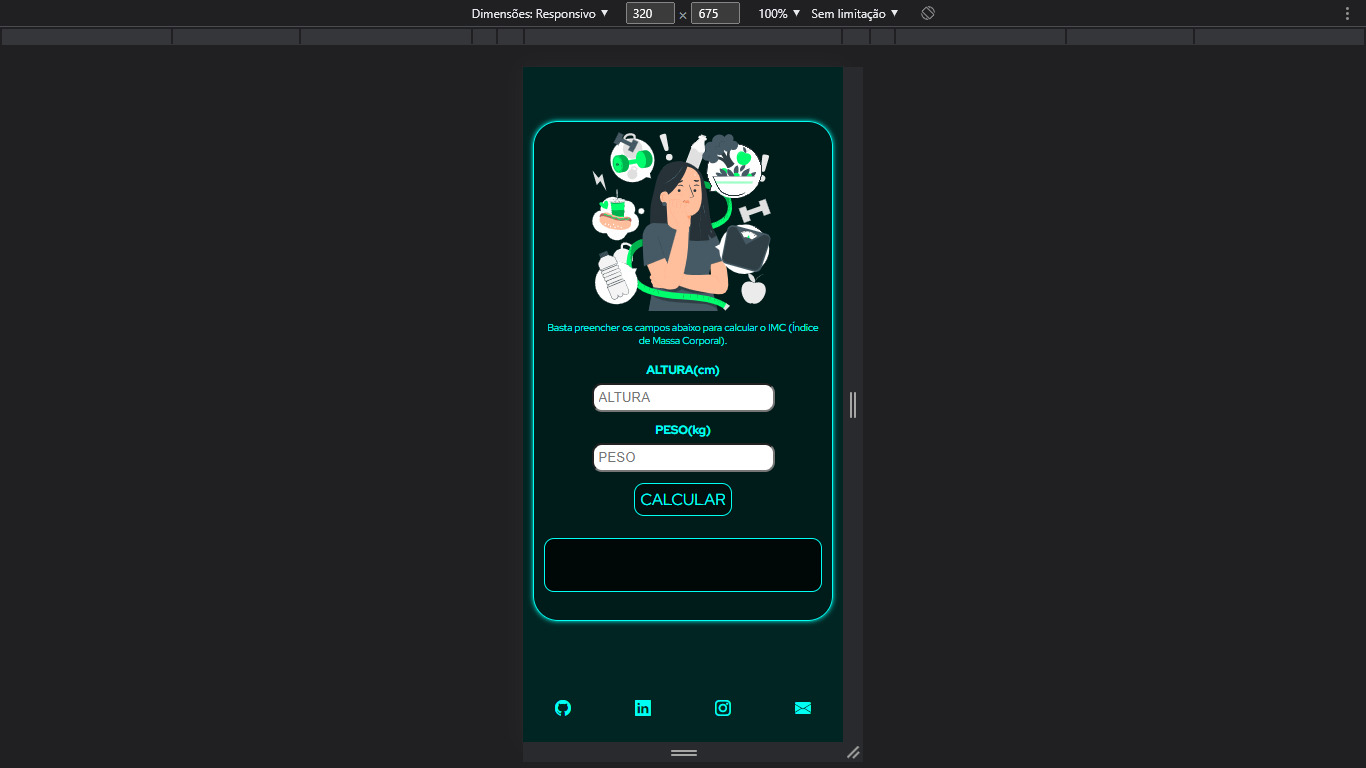 Dimensões: Responsivo ▼ 320 × 675 100% ▼ Sem limitação ▼
Basta preencher os campos abaixo para calcular o IMC (Índice
de Massa Corporal).
ALTURA(cm)
ALTURA
PESO(kg)
PESO
CALCULAR
in